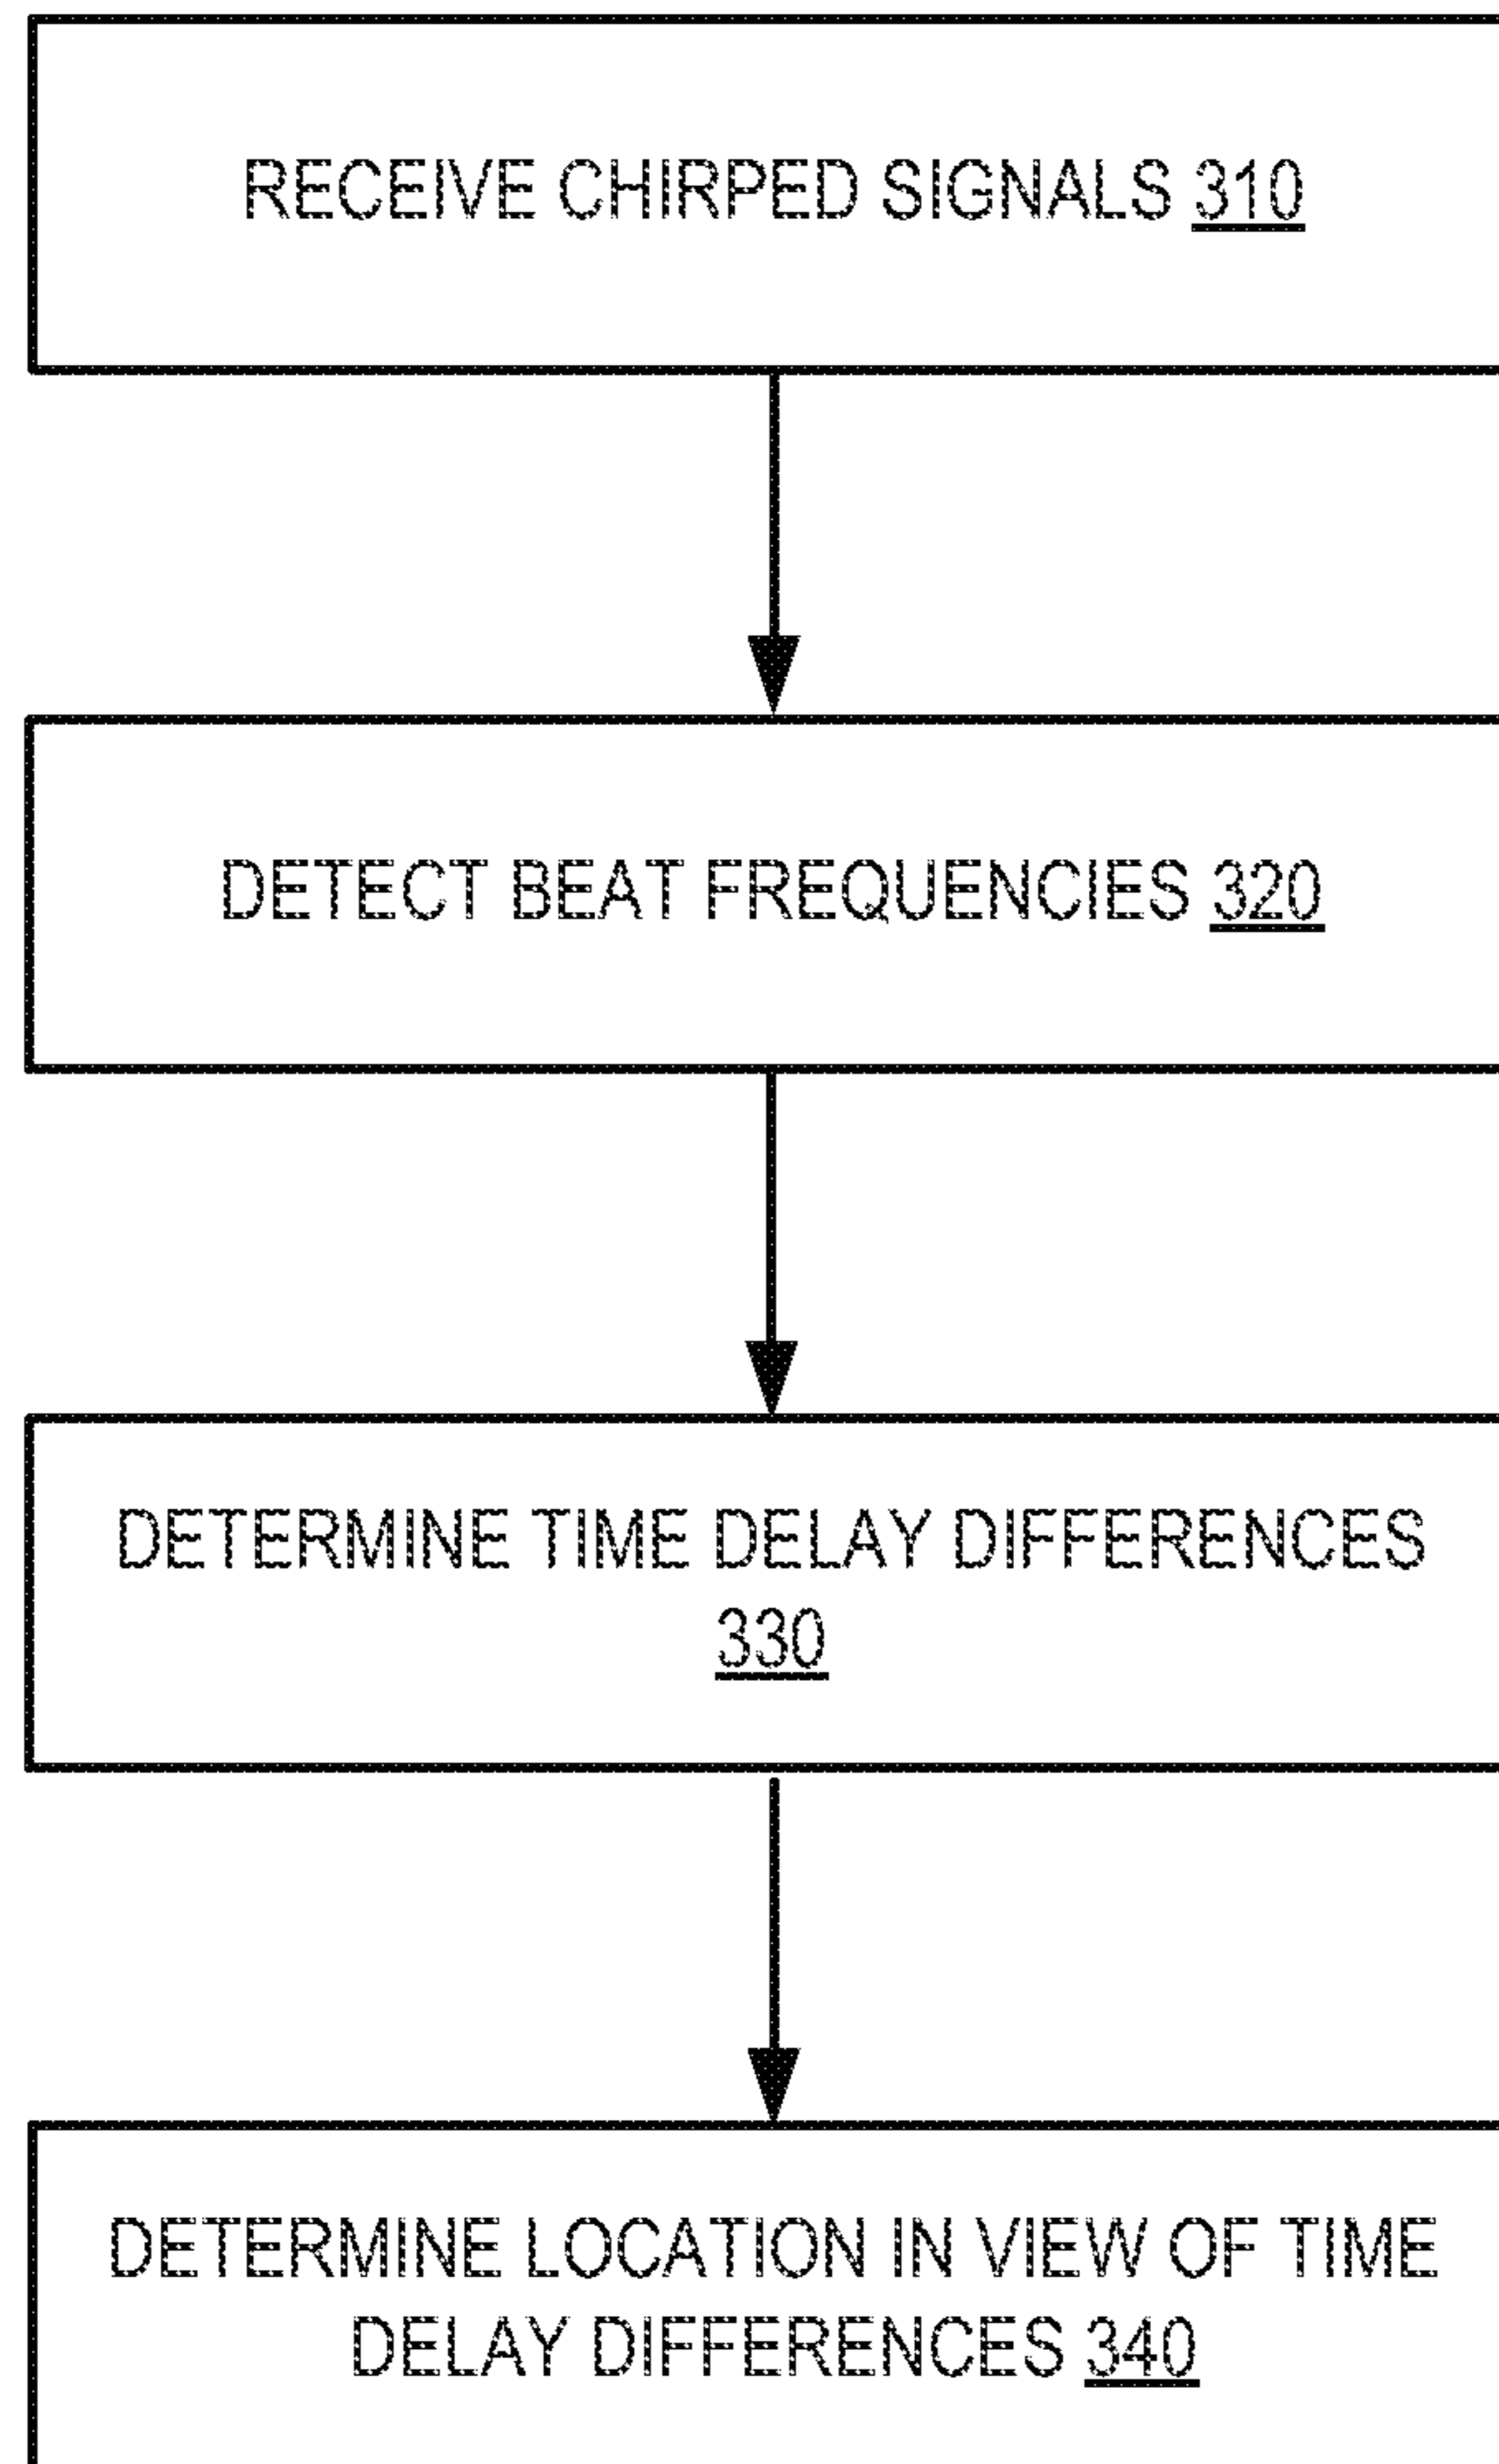 RECEIVE CHIRPED SIGNALS 310
DETECT BEAT FREQUENCIES 320
DETERMINE TIME DELAY DIFFERENCES
330
DETERMINE LOCATION IN VIEW OF TIME
DELAY DIFFERENCES 340